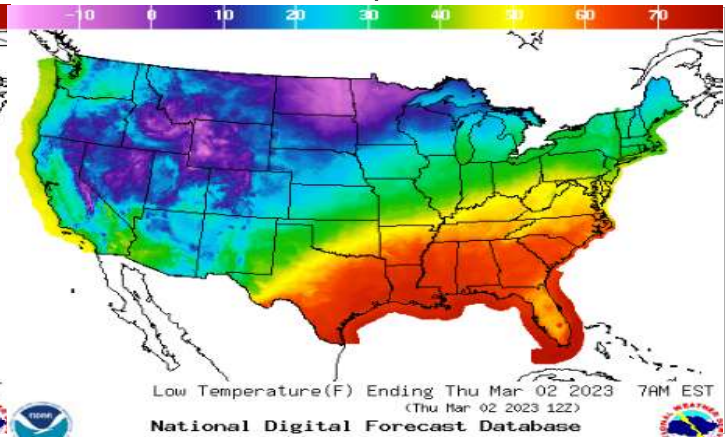 -10 0 10 20 30 40 50 60 70
Low Temperature(F) Ending Thu Mar 02 2023 7AM EST
(Thu Mar 02 2023 12Z)
National Digital Forecast Database